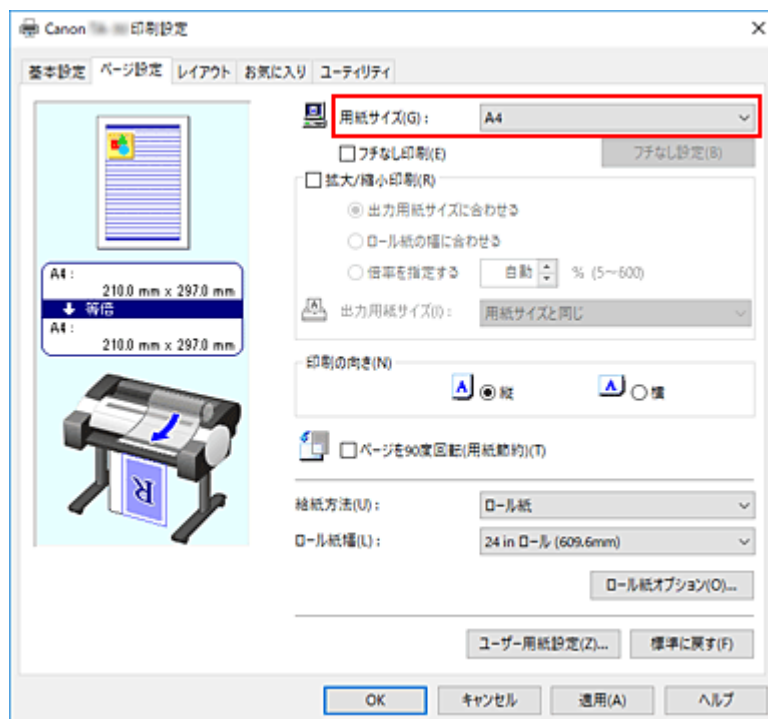 Canon 印刷設定
基本設定 ページ設定 レイアウト お気に入り ユーティリティ
用紙サイズ(G): A4
フチなし印刷(E) フチなし設定(B)
拡大/縮小印刷(R)
出力用紙サイズに合わせる
ロール紙の幅に合わせる
倍率を指定する 自動 % (5～600)
出力用紙サイズ(I): 用紙サイズと同じ
A4:
210.0 mm x 297.0 mm
等倍
A4:
210.0 mm x 297.0 mm
印刷の向き(N)
A 縦 A 横
ページを90度回転(用紙節約)(T)
R
給紙方法(U): ロール紙
ロール紙幅(L): 24 in ロール (609.6mm)
ロール紙オプション(O)...
ユーザー用紙設定(Z)... 標準に戻す(F)
OK キャンセル 適用(A) ヘルプ